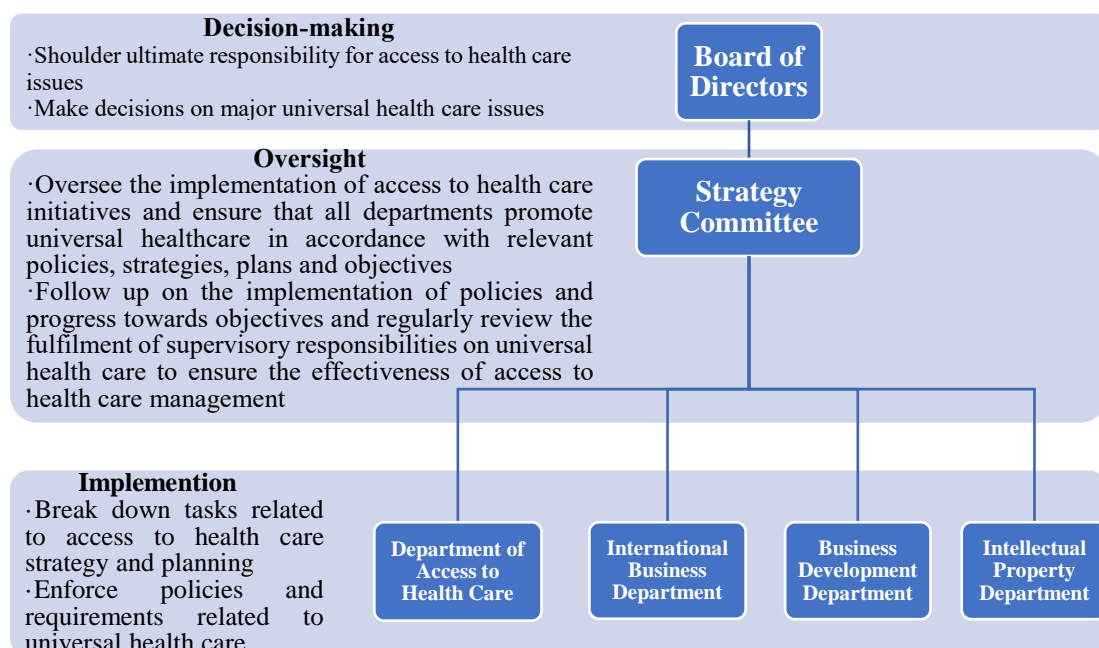 Decision-making
·Shoulder ultimate responsibility for access to health care
issues
·Make decisions on major universal health care issues
Board of
Directors
Oversight
·Oversee the implementation of access to health care
initiatives and ensure that all departments promote
universal healthcare in accordance with relevant
policies, strategies, plans and objectives
·Follow up on the implementation of policies and
progress towards objectives and regularly review the
fulfilment of supervisory responsibilities on universal
health care to ensure the effectiveness of access to
health care management
Strategy
Committee
Implemention
·Break down tasks related
to access to health care
strategy and planning
·Enforce policies and
requirements related to
universal health care
Department of
Access to
Health Care
International
Business
Department
Business
Development
Department
Intellectual
Property
Department